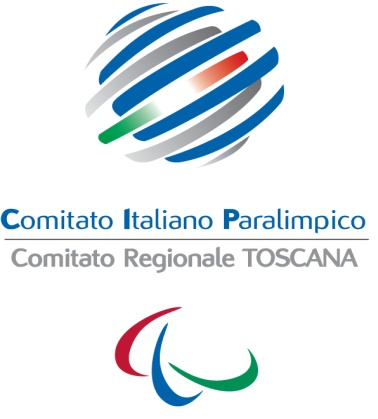 Comitato Italiano Paralimpico
Comitato Regionale TOSCANA